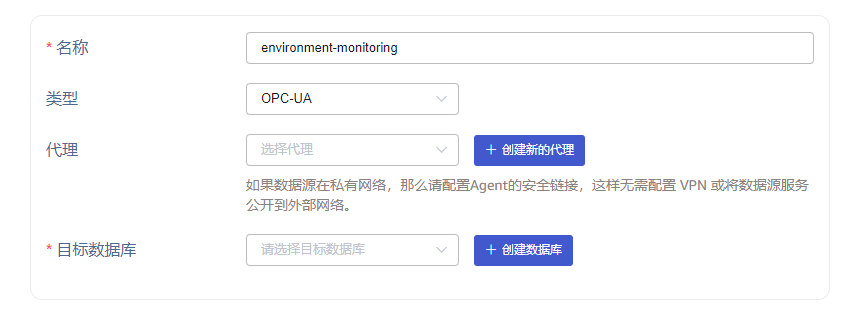 * 名称
environment-monitoring
类型
OPC-UA
代理
选择代理
+ 创建新的代理
如果数据源在私有网络，那么请配置Agent的安全链接，这样无需配置 VPN 或将数据源服务
公开到外部网络。
* 目标数据库
请选择目标数据库
+ 创建数据库